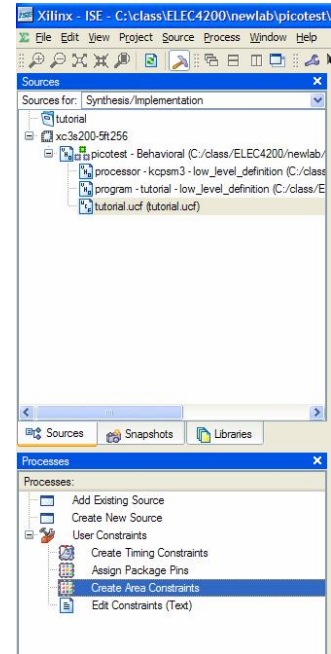 Xilinx - ISE - C:\class\ELEC4200\newlab\picotest\
File Edit View Project Source Process Window Help
Sources
Sources for: Synthesis/Implementation
tutorial
xc3s200-5ft256
picotest - Behavioral (C:/class/ELEC4200/newlab/
processor - kcpsm3 - low_level_definition (C:/class
program - tutorial - low_level_definition (C:/class/E
tutorial.ucf (tutorial.ucf)
Sources Snapshots Libraries
Processes
Processes:
Add Existing Source
Create New Source
User Constraints
Create Timing Constraints
Assign Package Pins
Create Area Constraints
Edit Constraints (Text)